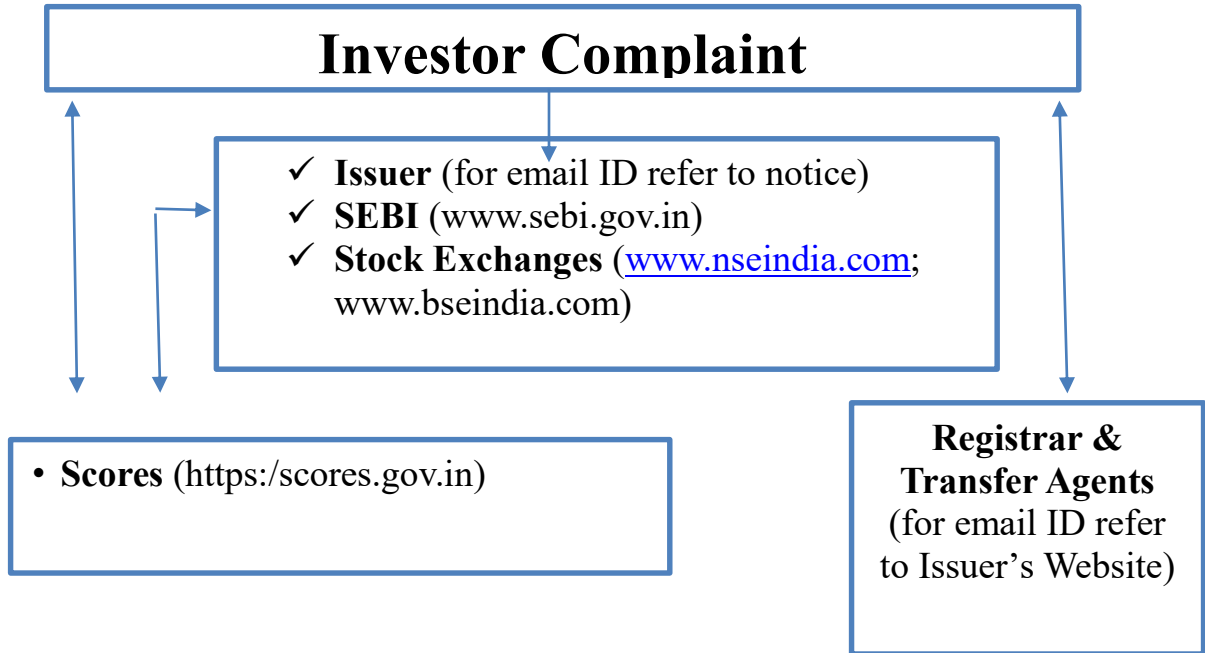 Investor Complaint
✓ Issuer (for email ID refer to notice)
✓ SEBI (www.sebi.gov.in)
✓ Stock Exchanges (www.nseindia.com;
www.bseindia.com)
• Scores (https:/scores.gov.in)
Registrar &
Transfer Agents
(for email ID refer
to Issuer’s Website)